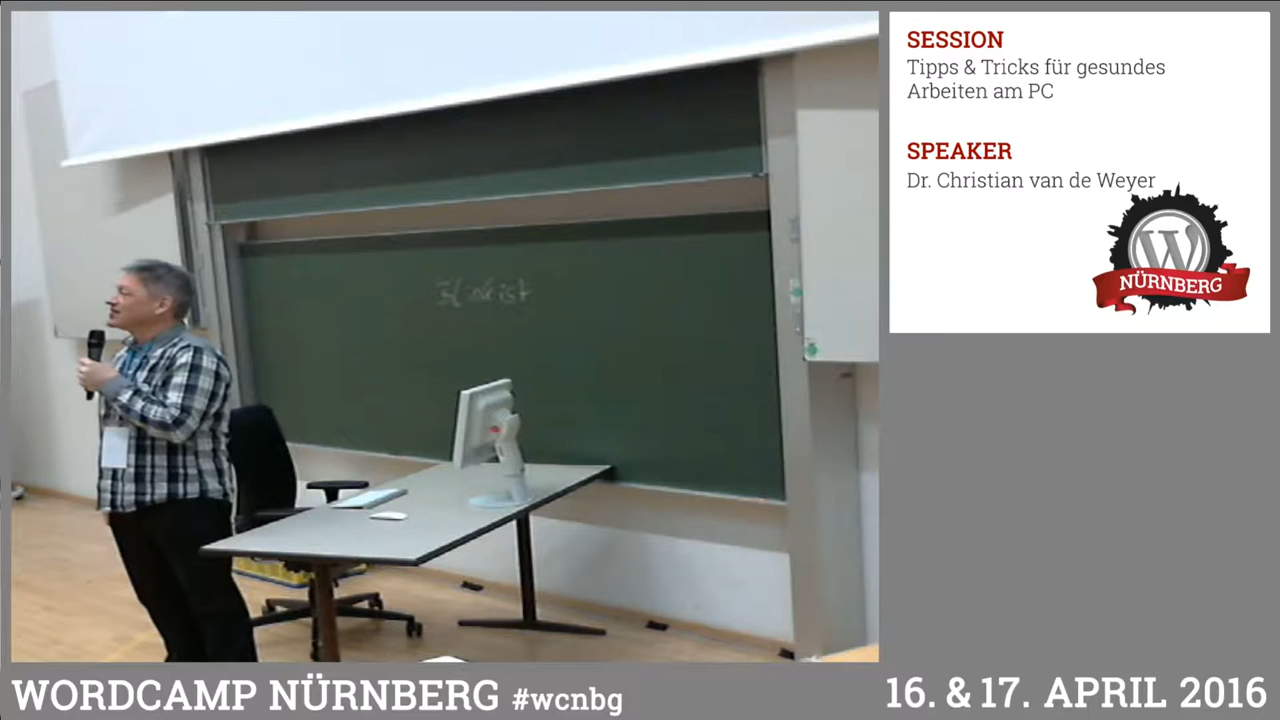 SESSION
Tipps & Tricks für gesundes
Arbeiten am PC
SPEAKER
Dr. Christian van de Weyer
W
NÜRNBERG
WORDCAMP NÜRNBERG #wcnbg
16. & 17. APRIL 2016